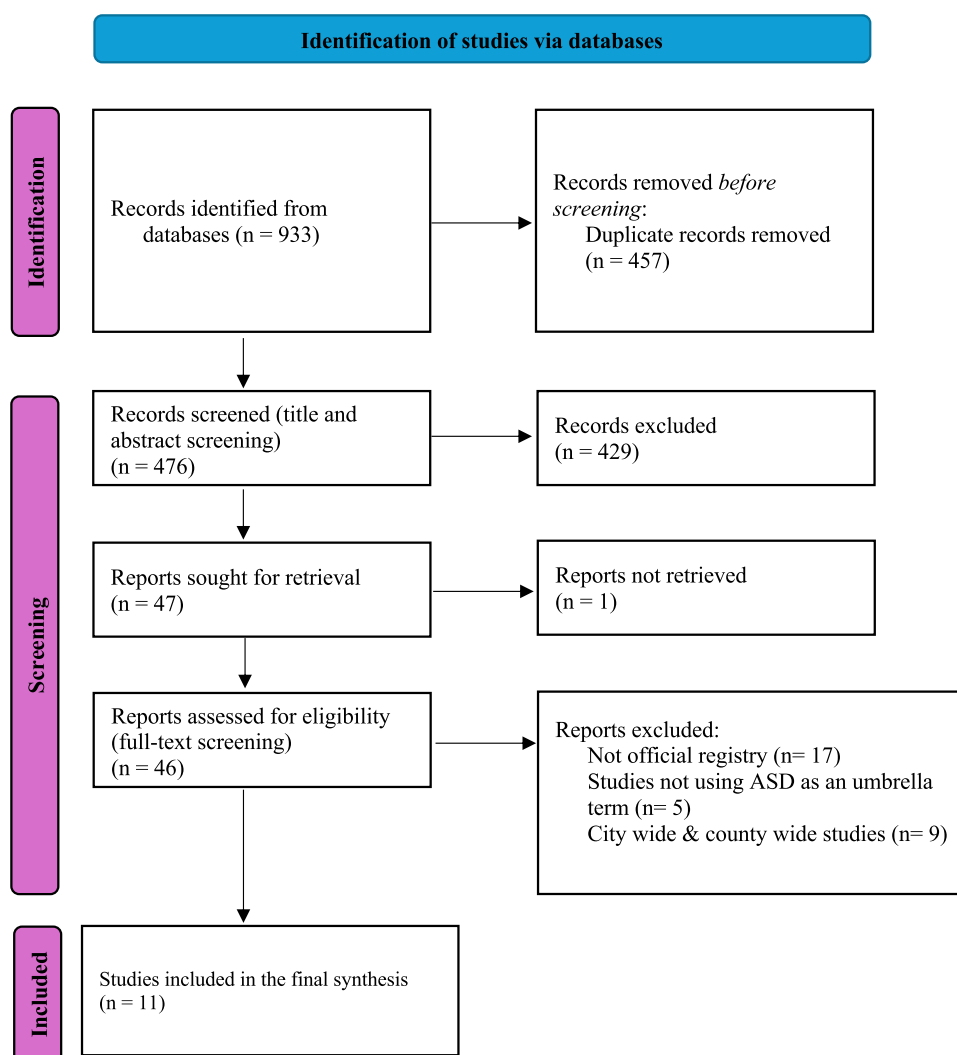 Identification of studies via databases
Identification
Records identified from
databases (n = 933)
Records removed before
screening:
Duplicate records removed
(n = 457)
Screening
Records screened (title and
abstract screening)
(n = 476)
Records excluded
(n = 429)
Reports sought for retrieval
(n = 47)
Reports not retrieved
(n = 1)
Reports assessed for eligibility
(full-text screening)
(n = 46)
Reports excluded:
Not official registry (n= 17)
Studies not using ASD as an umbrella
term (n= 5)
City wide & county wide studies (n= 9)
Included
Studies included in the final synthesis
(n = 11)